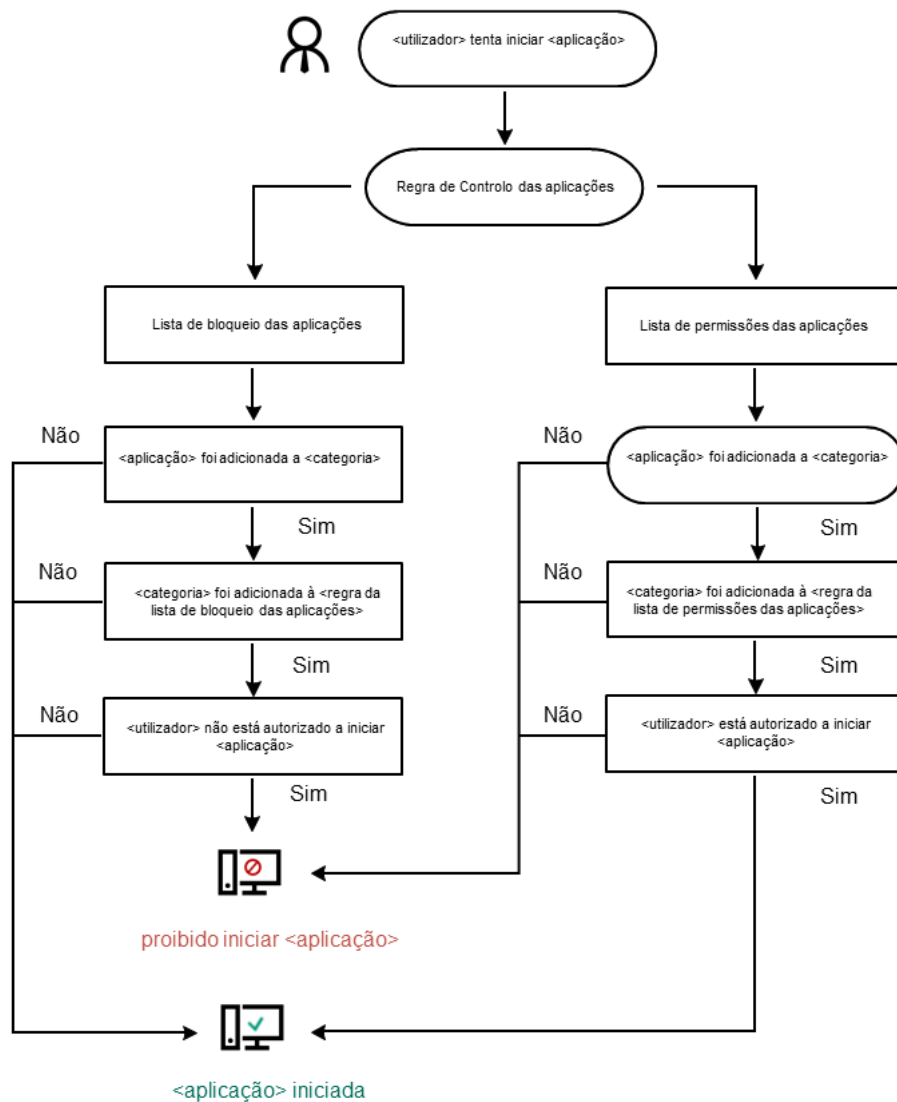 <utilizador> tenta iniciar <aplicação>
Regra de Controlo das aplicações
Lista de bloqueio das aplicações
Lista de permissões das aplicações
Não
<aplicação> foi adicionada a <categoria>
Não
<aplicação> foi adicionada a <categoria>
Sim
Sim
Não
<categoria> foi adicionada à <regra da
lista de bloqueio das aplicações>
Não
<categoria> foi adicionada à <regra da
lista de permissões das aplicações>
Sim
Sim
Não
<utilizador> não está autorizado a iniciar
<aplicação>
Não
<utilizador> está autorizado a iniciar
<aplicação>
Sim
Sim
proibido iniciar <aplicação>
<aplicação> iniciada